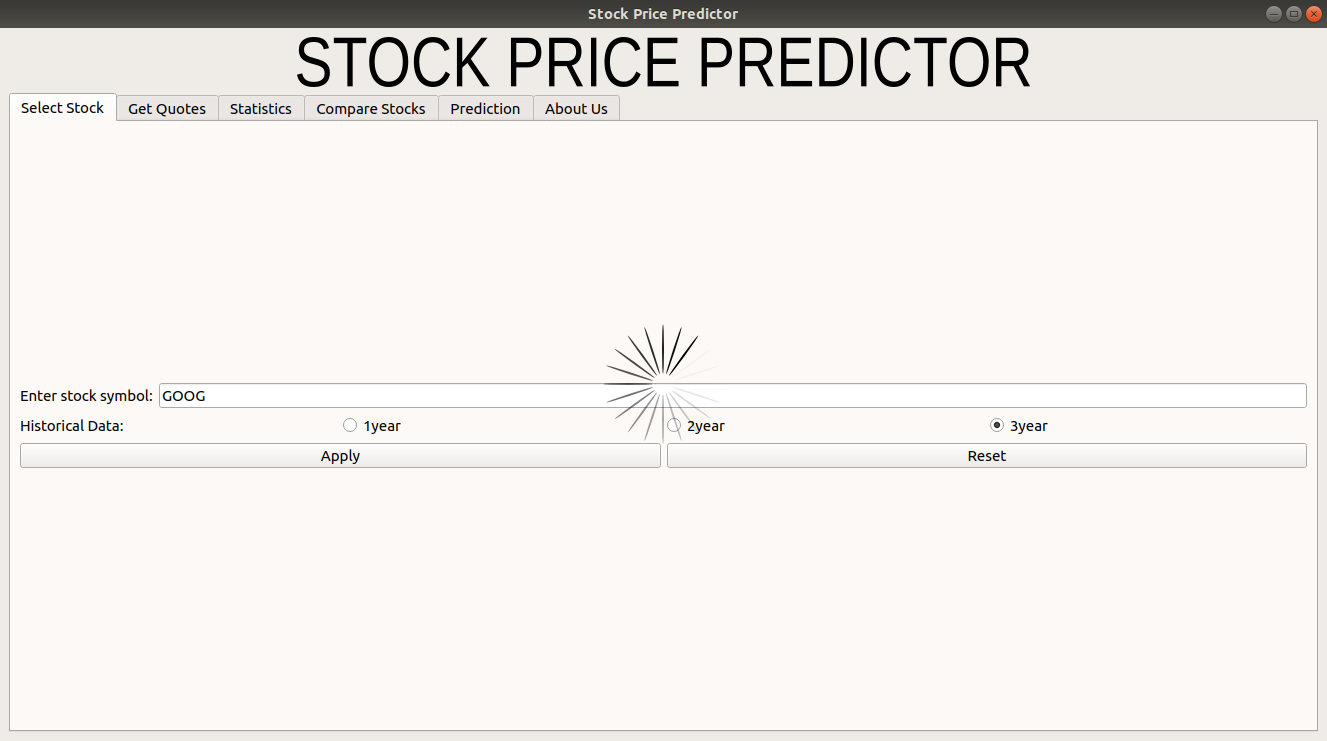 Stock Price Predictor
STOCK PRICE PREDICTOR
Select Stock Get Quotes Statistics Compare Stocks Prediction About Us
Enter stock symbol: GOOG
Historical Data: 1year 2year 3year
Apply Reset